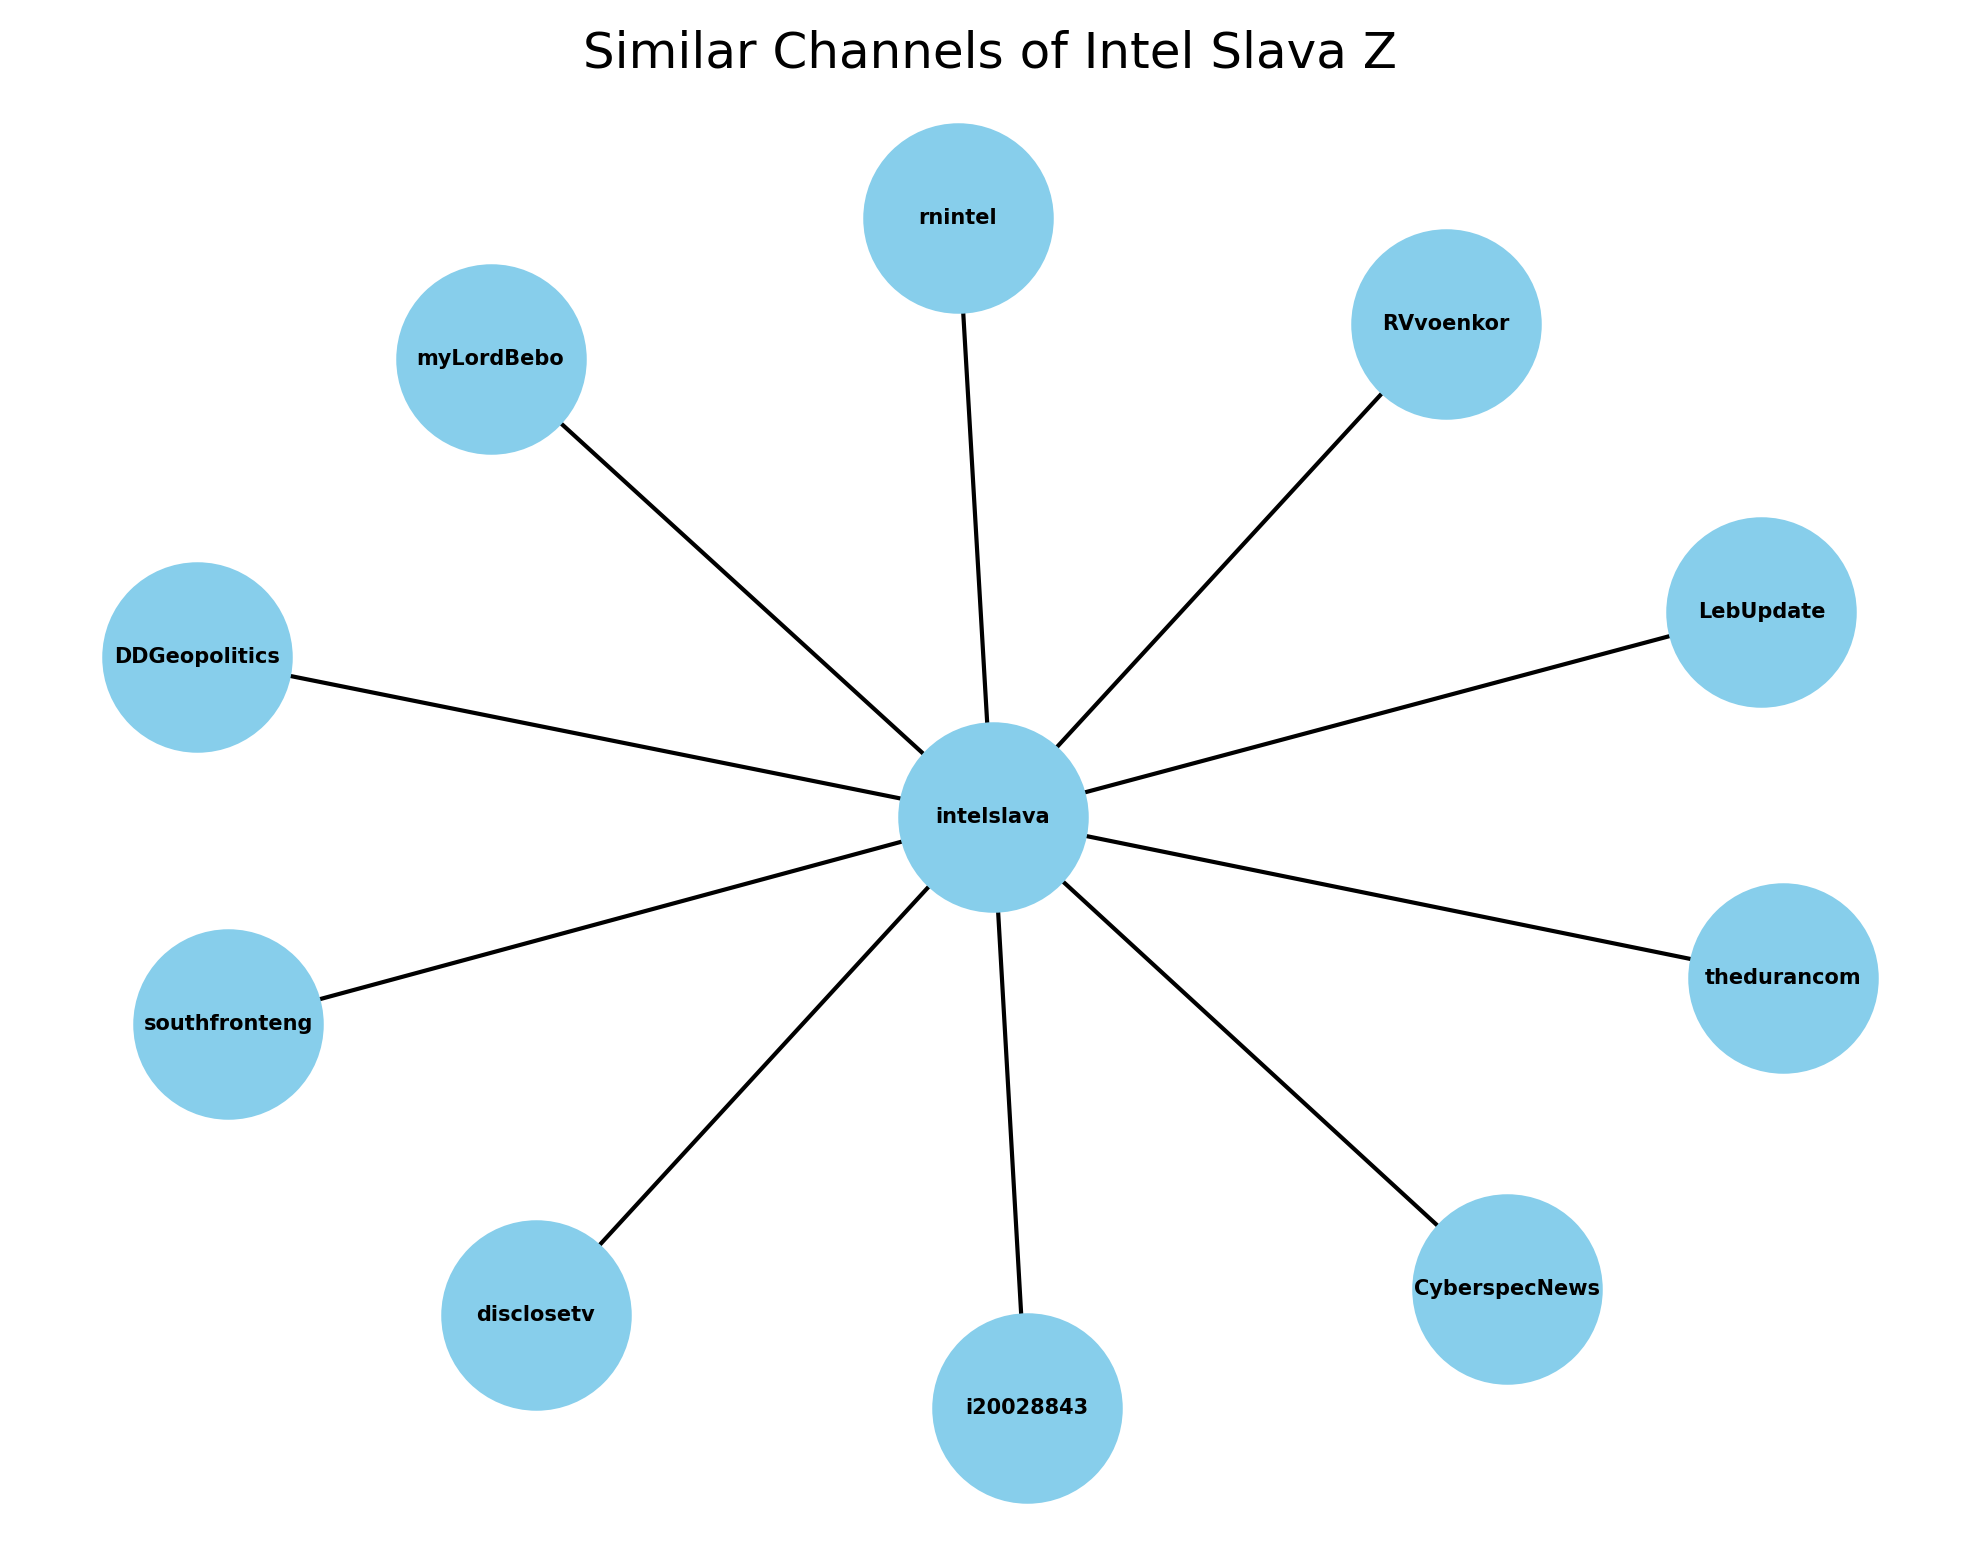 Similar Channels of Intel Slava Z
rnintel
RVvoenkor
myLordBebo
LebUpdate
DDGeopolitics
intelslava
thedurancom
southfronteng
CyberspecNews
disclosetv
i20028843